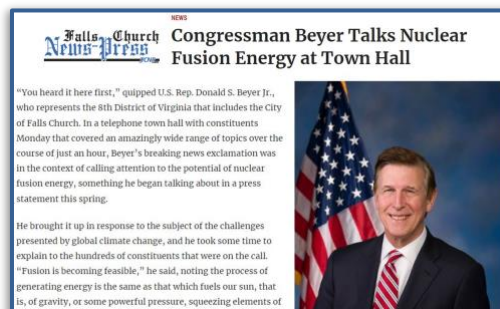 NEWS
Falls Church
News-Press
Congressman Beyer Talks Nuclear
Fusion Energy at Town Hall
“You heard it here first,” quipped U.S. Rep. Donald S. Beyer Jr.,
who represents the 8th District of Virginia that includes the City
of Falls Church. In a telephone town hall with constituents
Monday that covered an amazingly wide range of topics over the
course of just an hour, Beyer’s breaking news exclamation was
in the context of calling attention to the potential of nuclear
fusion energy, something he began talking about in a press
statement this spring.
He brought it up in response to the subject of the challenges
presented by global climate change, and he took some time to
explain to the hundreds of constituents that were on the call.
“Fusion is becoming feasible,” he said, noting the process of
generating energy is the same as that which fuels our sun, that
is, of gravity, or some powerful pressure, squeezing elements of